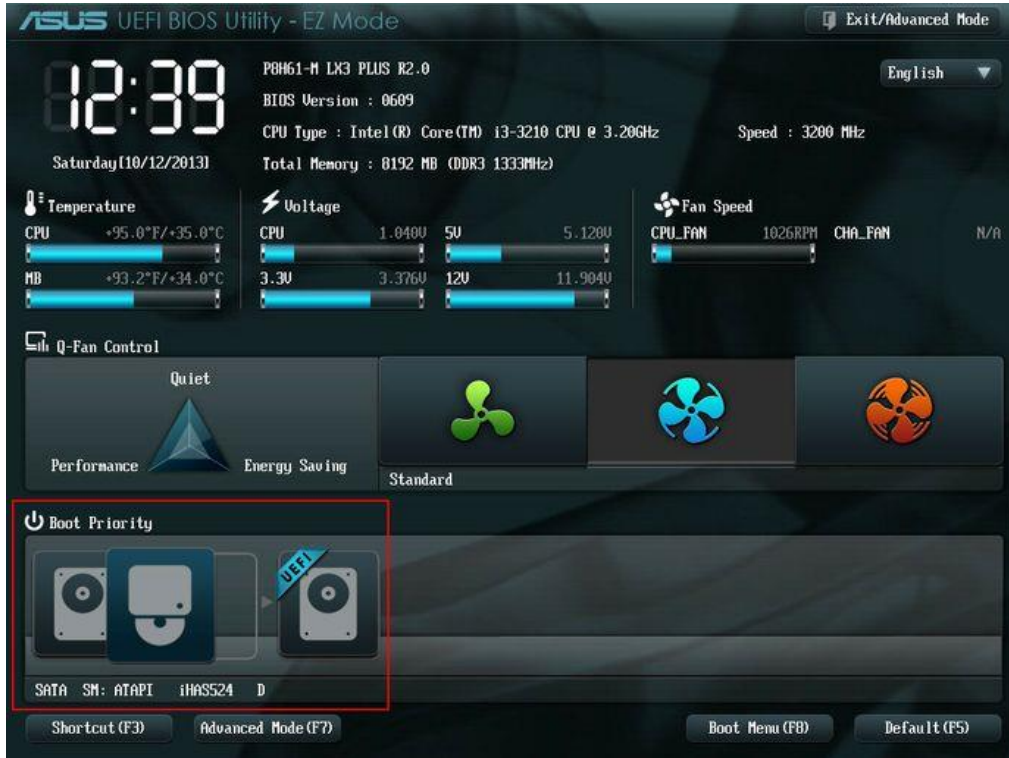 ASUS UEFI BIOS Utility - EZ Mode
Exit/Advanced Mode
12:39
Saturday[10/12/2013]
P8H61-M LX3 PLUS R2.0
BIOS Version : 0609
CPU Type : Intel(R) Core(TM) i3-3210 CPU @ 3.20GHz
Speed : 3200 MHz
Total Memory : 8192 MB (DDR3 1333MHz)
English
Temperature
CPU +95.0°F/+35.0°C
MB +93.2°F/+34.0°C
Voltage
CPU 1.040V 5V 5.120V
3.3V 3.376V 12V 11.904V
Fan Speed
CPU_FAN 1026RPM CHA_FAN N/A
Q-Fan Control
Quiet
Performance Energy Saving
Standard
Boot Priority
UEFI
SATA SM: ATAPI iHAS524 D
Shortcut(F3) Advanced Mode(F7) Boot Menu(F8) Default(F5)